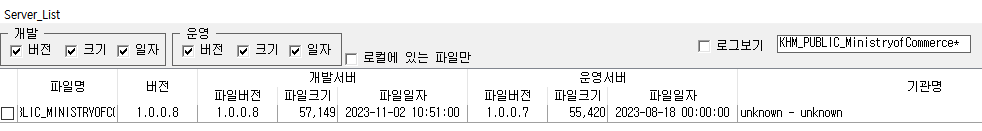 Server_List
개발
버전 크기 일자
운영
버전 크기 일자
로컬에 있는 파일만
로그보기
KHM_PUBLIC_MinistryofCommerce*
파일명 버전 개발서버 운영서버 기관명
파일버전 파일크기 파일일자 파일버전 파일크기 파일일자
LIC_MINISTRYOFCO 1.0.0.8 1.0.0.8 57,149 2023-11-02 10:51:00 1.0.0.7 55,420 2023-08-18 00:00:00 unknown - unknown